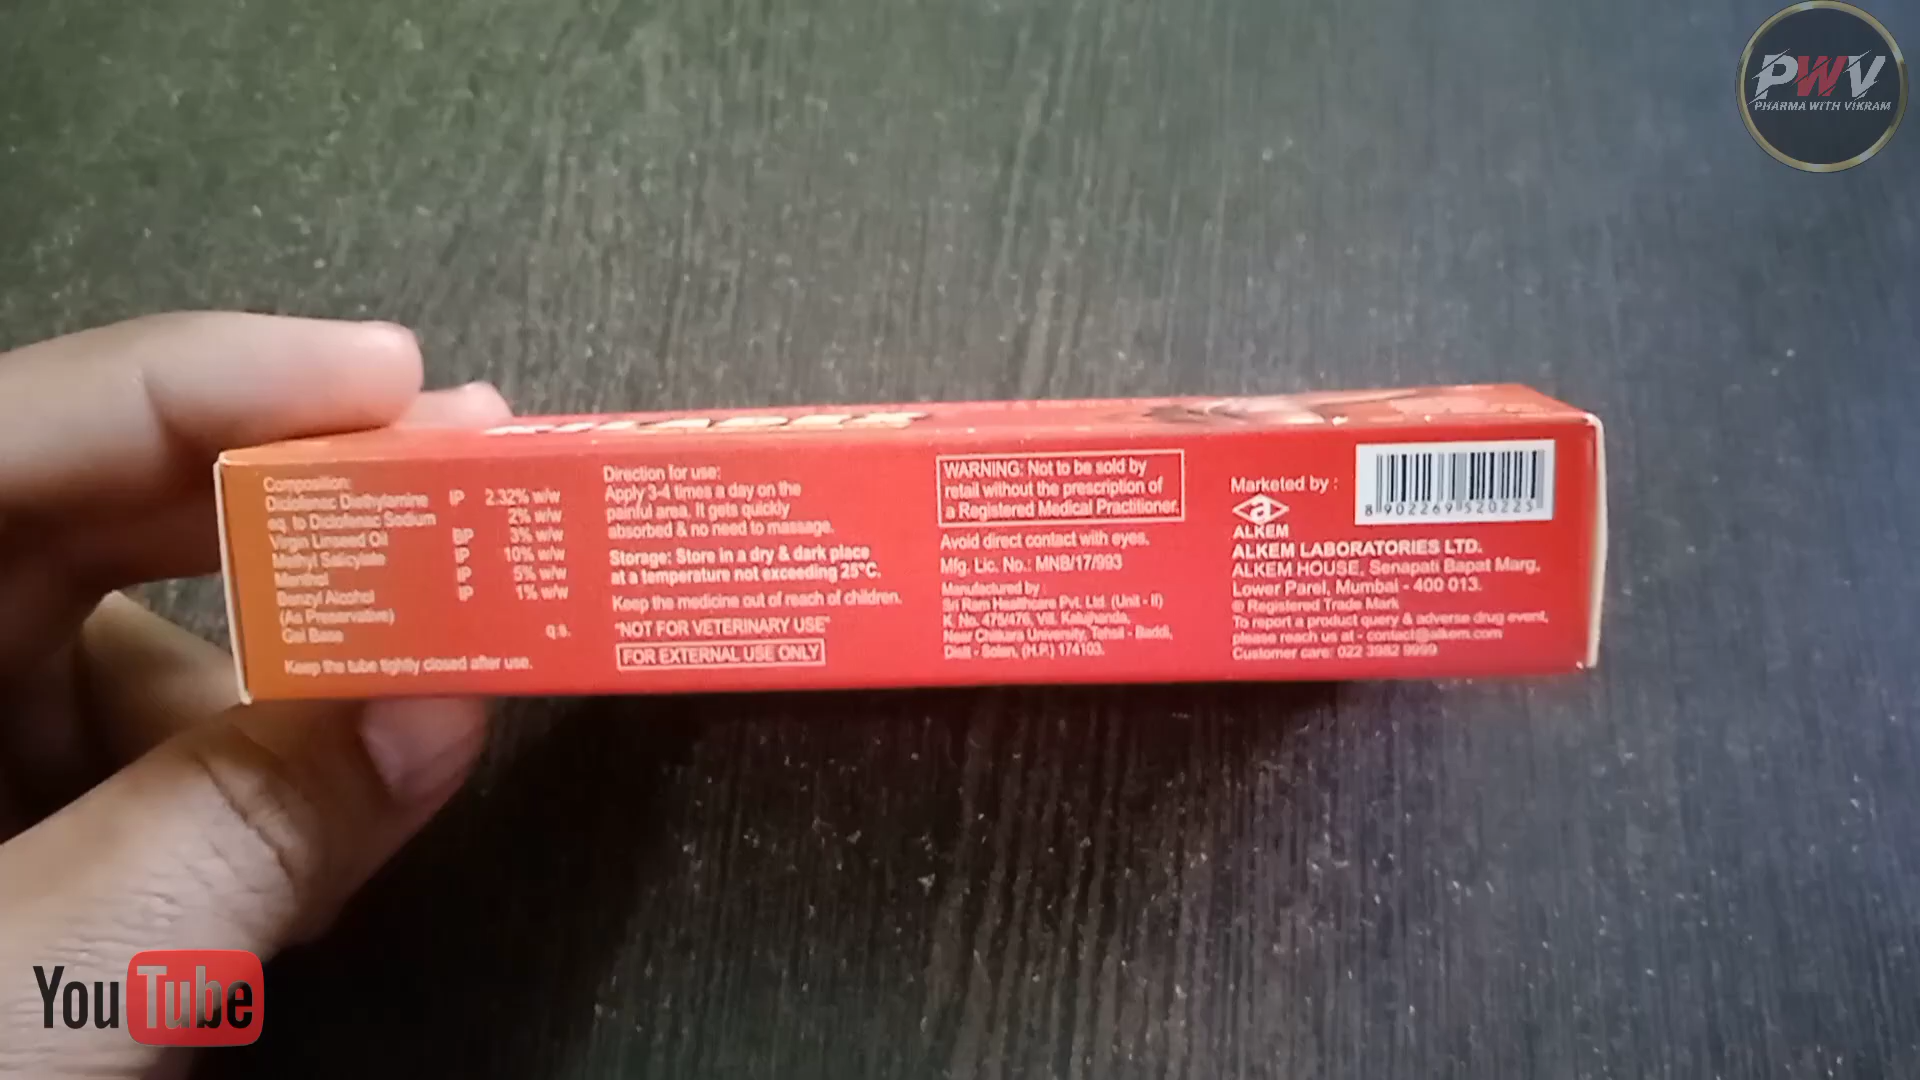 PWV
PHARMA WITH VIKRAM
Composition:
Diclofenac Diethylamine IP 2.32% w/w
eq. to Diclofenac Sodium 2% w/w
Virgin Linseed Oil BP 3% w/w
Methyl Salicylate IP 10% w/w
Menthol IP 5% w/w
Benzyl Alcohol IP 1% w/w
(As Preservative)
Gel Base q.s.
Keep the tube tightly closed after use.
Direction for use:
Apply 3-4 times a day on the
painful area. It gets quickly
absorbed & no need to massage.
Storage: Store in a dry & dark place
at a temperature not exceeding 25°C.
Keep the medicine out of reach of children.
"NOT FOR VETERINARY USE"
FOR EXTERNAL USE ONLY
WARNING: Not to be sold by
retail without the prescription of
a Registered Medical Practitioner.
Avoid direct contact with eyes.
Mfg. Lic. No.: MNB/17/993
Manufactured by
Sri Ram Healthcare Pvt. Ltd. (Unit - II)
K. No. 475/476, Vill.
Near Chitkara University, Tehsil - Baddi,
Distt - Solan, (H.P.) 174103.
Marketed by :
a
ALKEM
ALKEM LABORATORIES LTD.
ALKEM HOUSE, Senapati Bapat Marg,
Lower Parel, Mumbai - 400 013.
® Registered Trade Mark
To report a product query & adverse drug event,
please reach us at - contact@alkem.com
Customer care: 022 3982 9999
8 902269 520225
YouTube